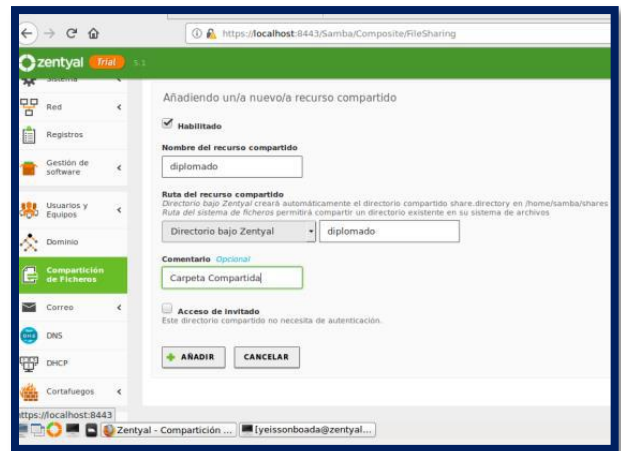 https://localhost:8443/Samba/Composite/FileSharing
zentyal Trial 5.1
Sistema
Red
Registros
Gestión de
software
Usuarios y
Equipos
Dominio
Compartición
de Ficheros
Correo
DNS
DHCP
Cortafuegos
Añadiendo un/a nuevo/a recurso compartido
Habilitado
Nombre del recurso compartido
diplomado
Ruta del recurso compartido
Directorio bajo Zentyal creará automáticamente el directorio compartido share.directory en /home/samba/shares
Ruta del sistema de ficheros permitirá compartir un directorio existente en su sistema de archivos
Directorio bajo Zentyal diplomado
Comentario Opcional
Carpeta Compartida
Acceso de invitado
Este directorio compartido no necesita de autenticación.
AÑADIR CANCELAR
https://localhost:8443
Zentyal - Compartición ... [yeissonboada@zentyal...